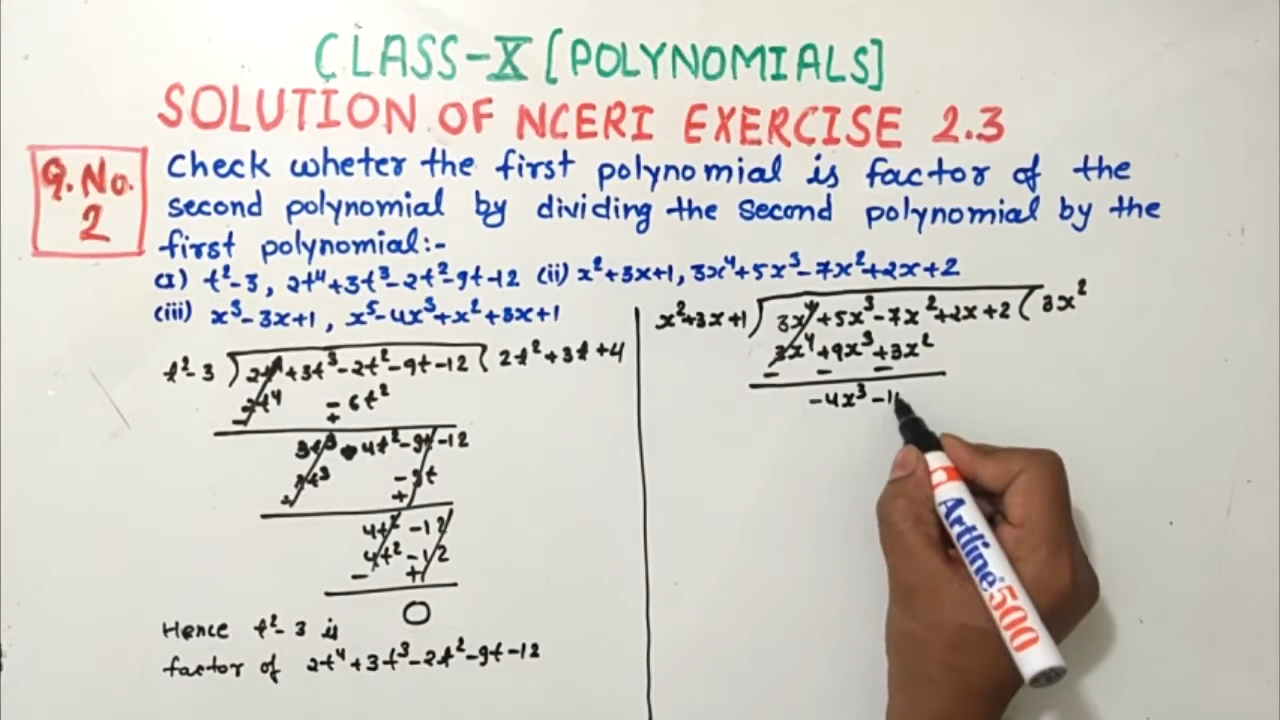 CLASS-X [POLYNOMIALS]
SOLUTION OF NCERI EXERCISE 2.3
Q.No.
2
Check wheter the first polynomial is factor of the
second polynomial by dividing the second polynomial by the
first polynomial:-
(i) t²-3, 2t⁴+3t³-2t²-9t-12 (ii) x²+3x+1, 3x⁴+5x³-7x²+2x+2
(iii) x³-3x+1, x⁵-4x³+x²+3x+1
t²-3 ) 2t⁴+3t³-2t²-9t-12 ( 2t²+3t+4
2t⁴ -6t²
- +
3t³ 4t²-9t-12
3t³ -9t
- +
4t² -12
4t² -12
- +
0
Hence t²-3 is
factor of 2t⁴+3t³-2t²-9t-12
x²+3x+1 ) 3x⁴+5x³-7x²+2x+2 ( 3x²
3x⁴+9x³+3x²
- - -
-4x³-1
Artline 500